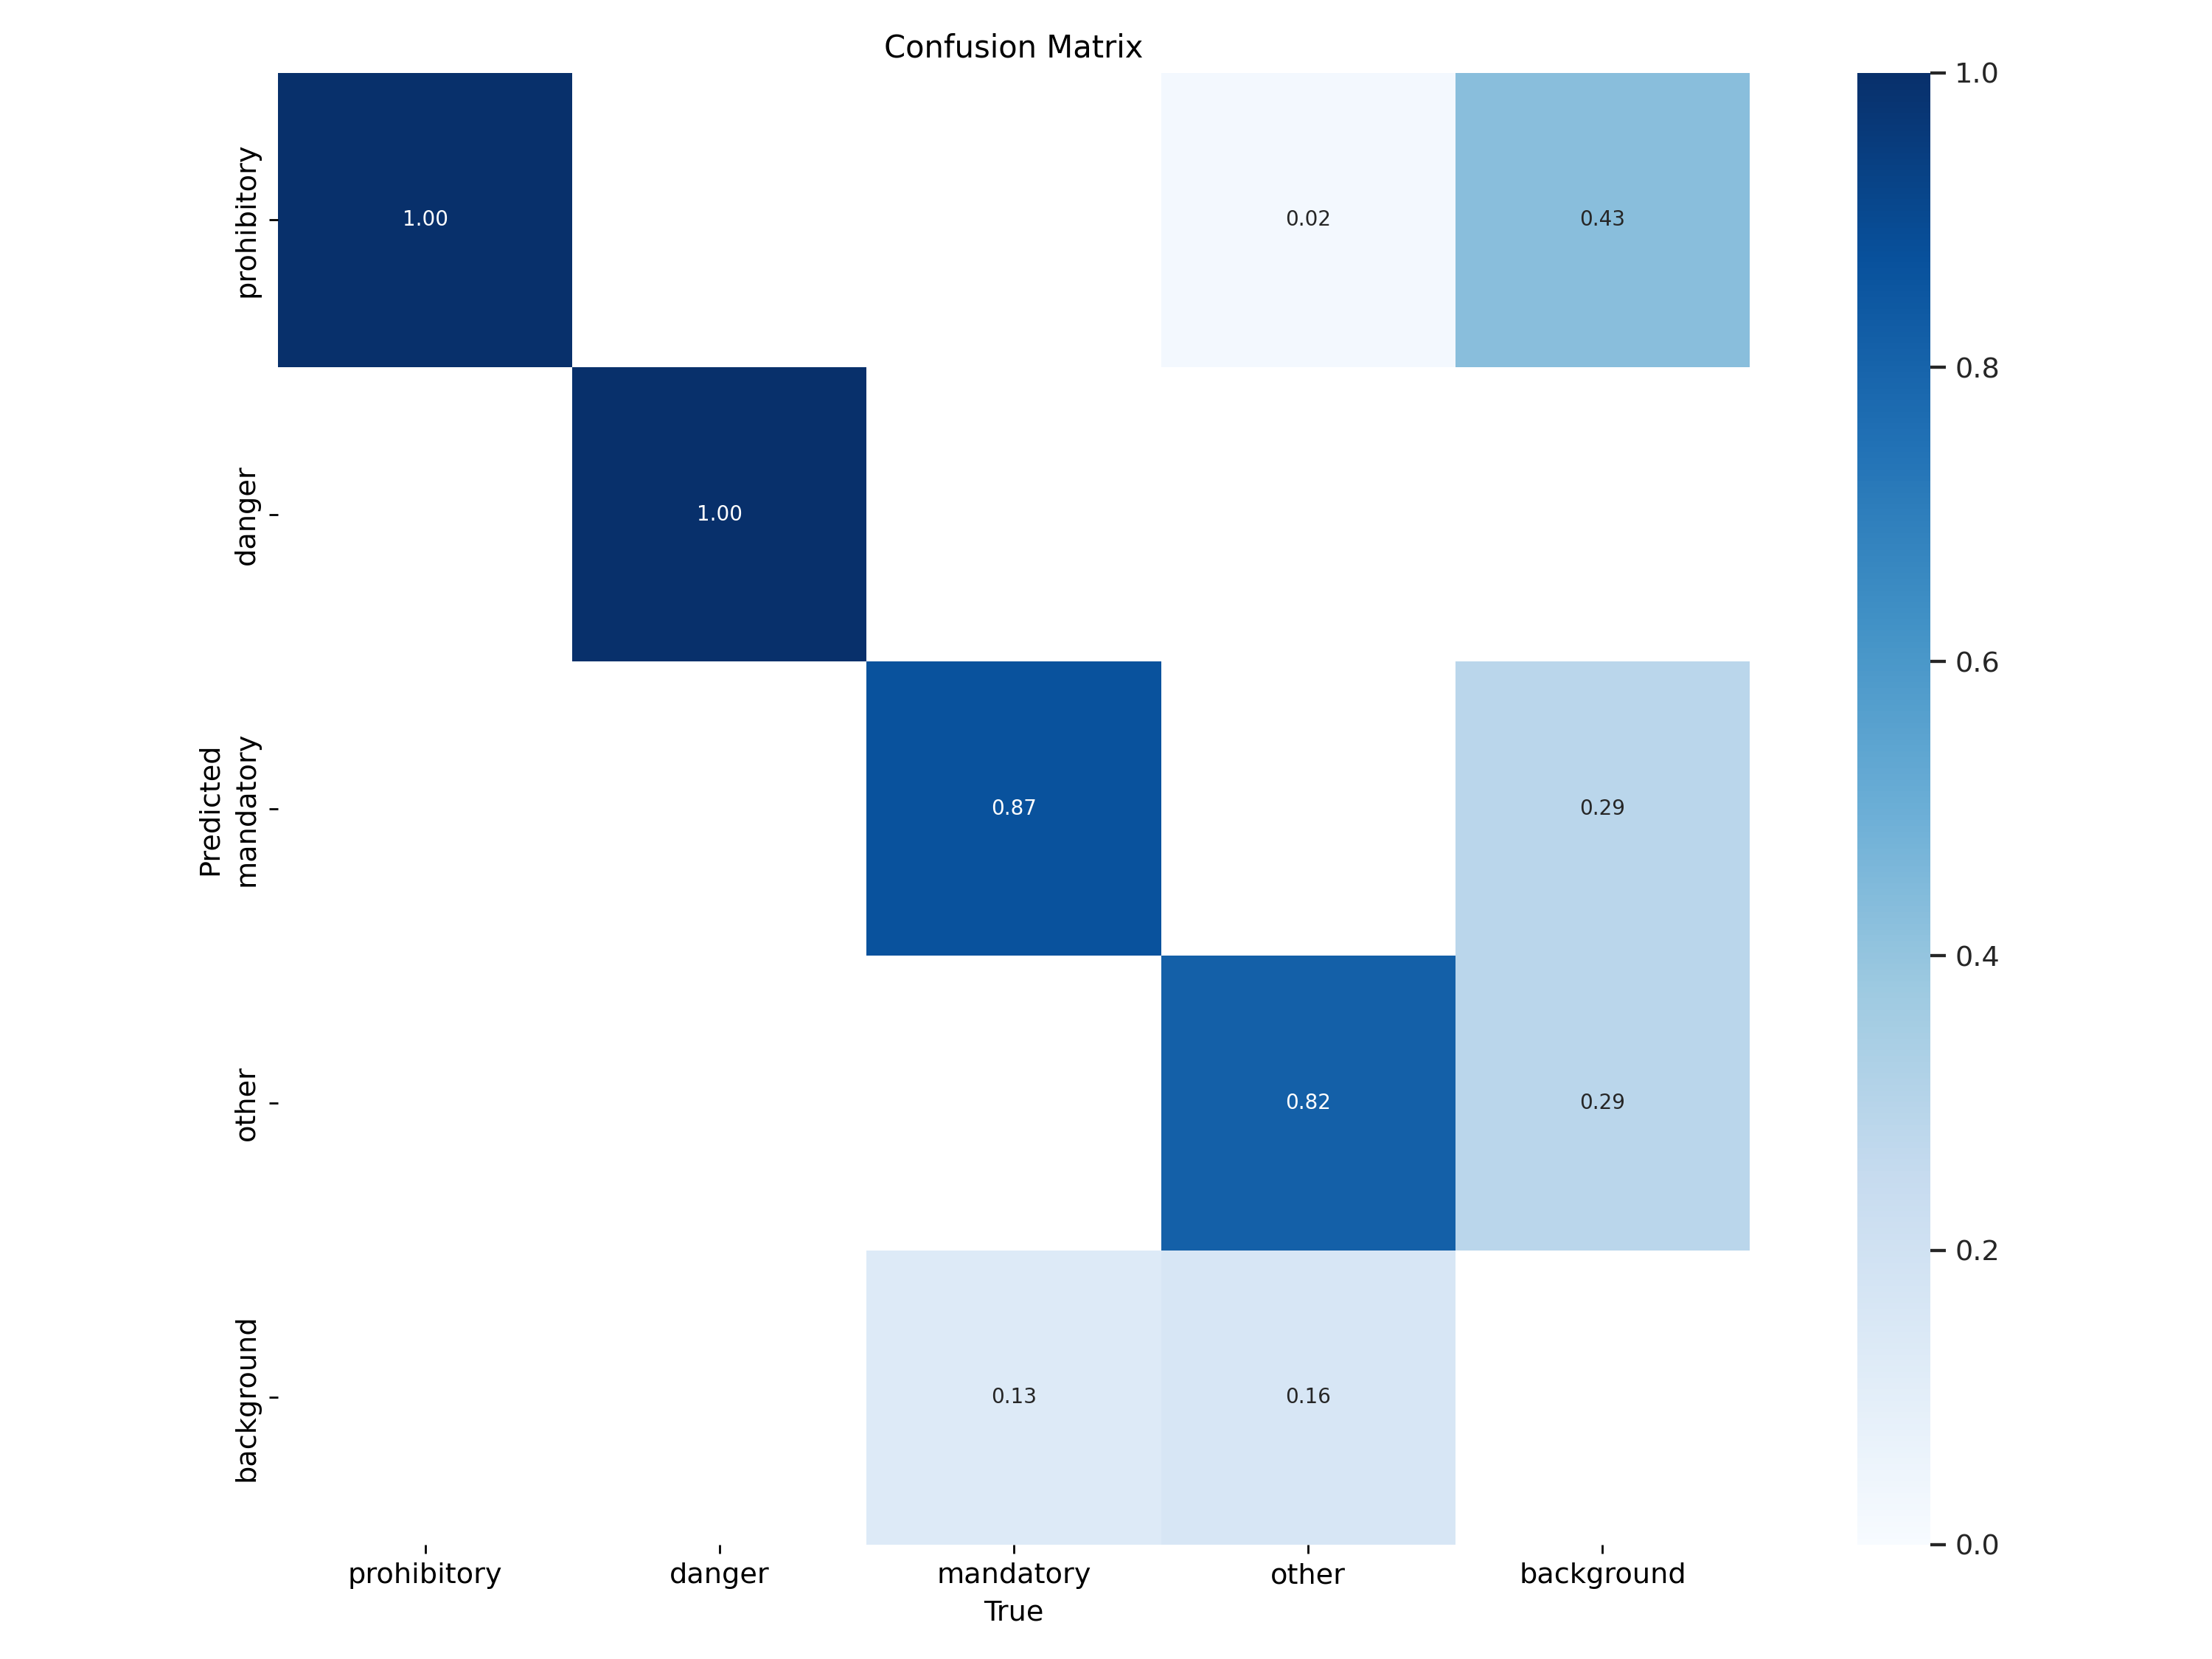 Confusion Matrix
prohibitory
danger
mandatory
other
background
Predicted
1.00
0.02
0.43
1.00
0.87
0.29
0.82
0.29
0.13
0.16
prohibitory
danger
mandatory
other
background
True
1.0
0.8
0.6
0.4
0.2
0.0